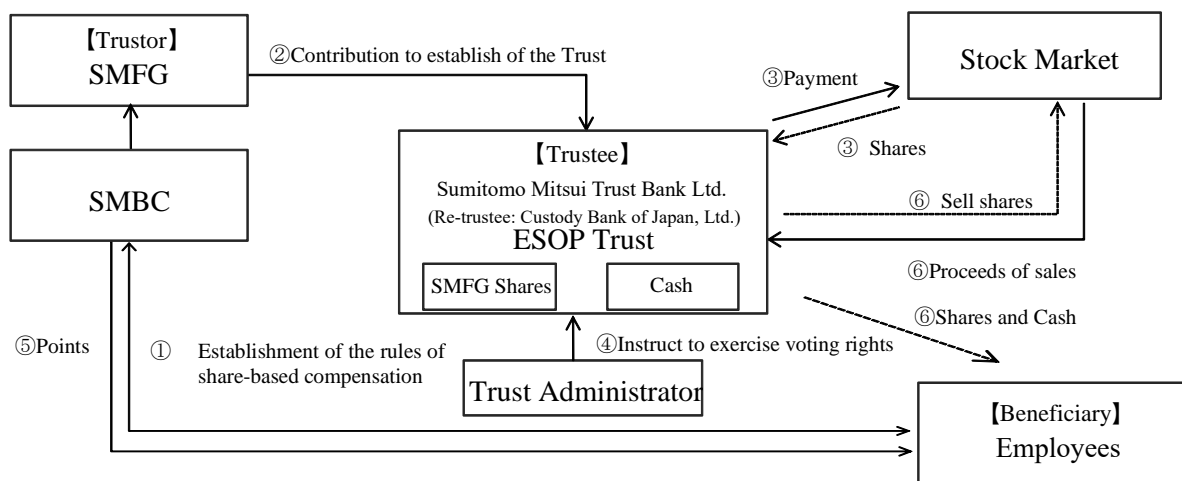 【Trustor】
SMFG
②Contribution to establish of the Trust
Stock Market
③Payment
③ Shares
SMBC
【Trustee】
Sumitomo Mitsui Trust Bank Ltd.
(Re-trustee: Custody Bank of Japan, Ltd.)
ESOP Trust
SMFG Shares
Cash
⑥ Sell shares
⑥Proceeds of sales
⑥Shares and Cash
⑤Points
① Establishment of the rules of
share-based compensation
④Instruct to exercise voting rights
Trust Administrator
【Beneficiary】
Employees